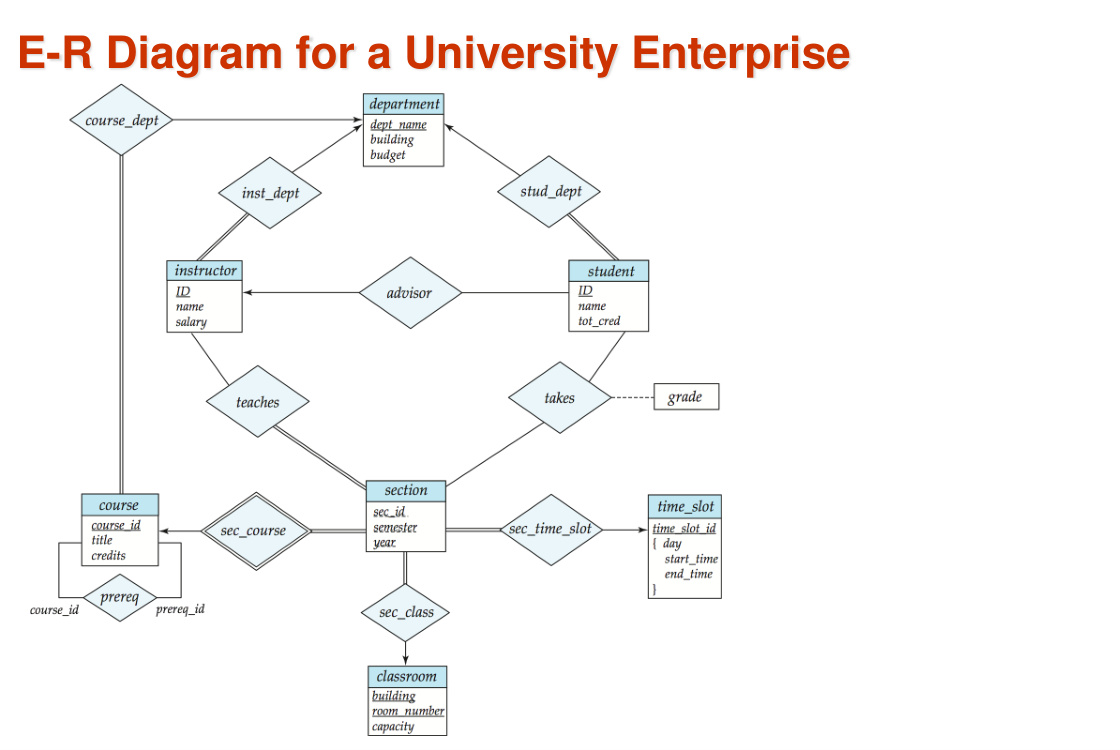 E-R Diagram for a University Enterprise
course_dept
department
dept_name
building
budget
inst_dept
stud_dept
instructor
ID
name
salary
advisor
student
ID
name
tot_cred
teaches
takes
grade
course
course_id
title
credits
sec_course
section
sec_id
semester
year
sec_time_slot
time_slot
time_slot_id
{ day
start_time
end_time
}
prereq
course_id
prereq_id
sec_class
classroom
building
room_number
capacity